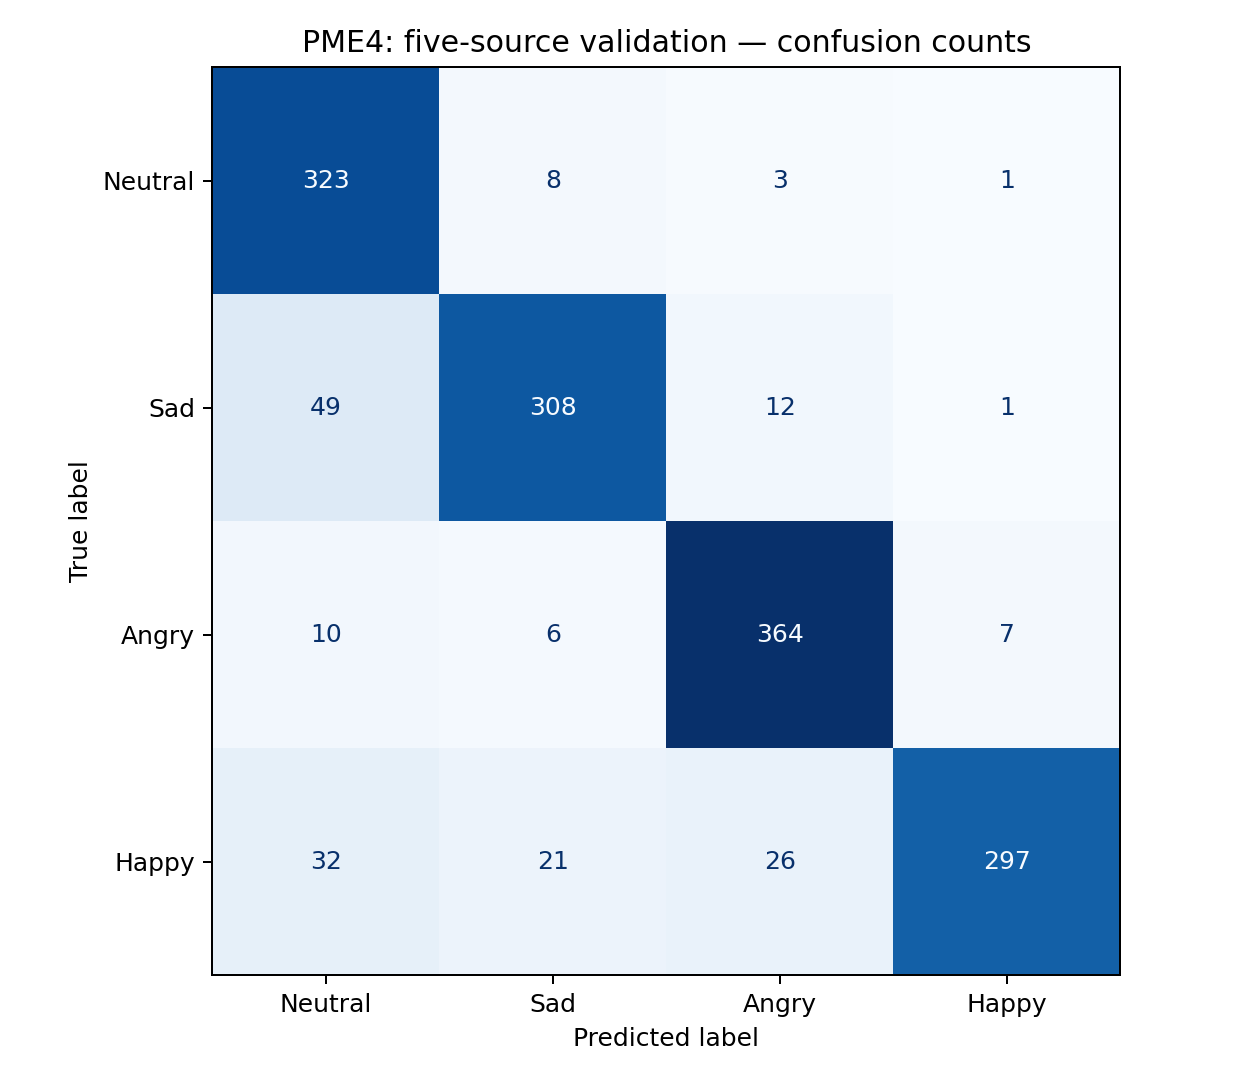 PME4: five-source validation — confusion counts
Neutral 323 8 3 1
Sad 49 308 12 1
True label
Angry 10 6 364 7
Happy 32 21 26 297
Neutral Sad Angry Happy
Predicted label